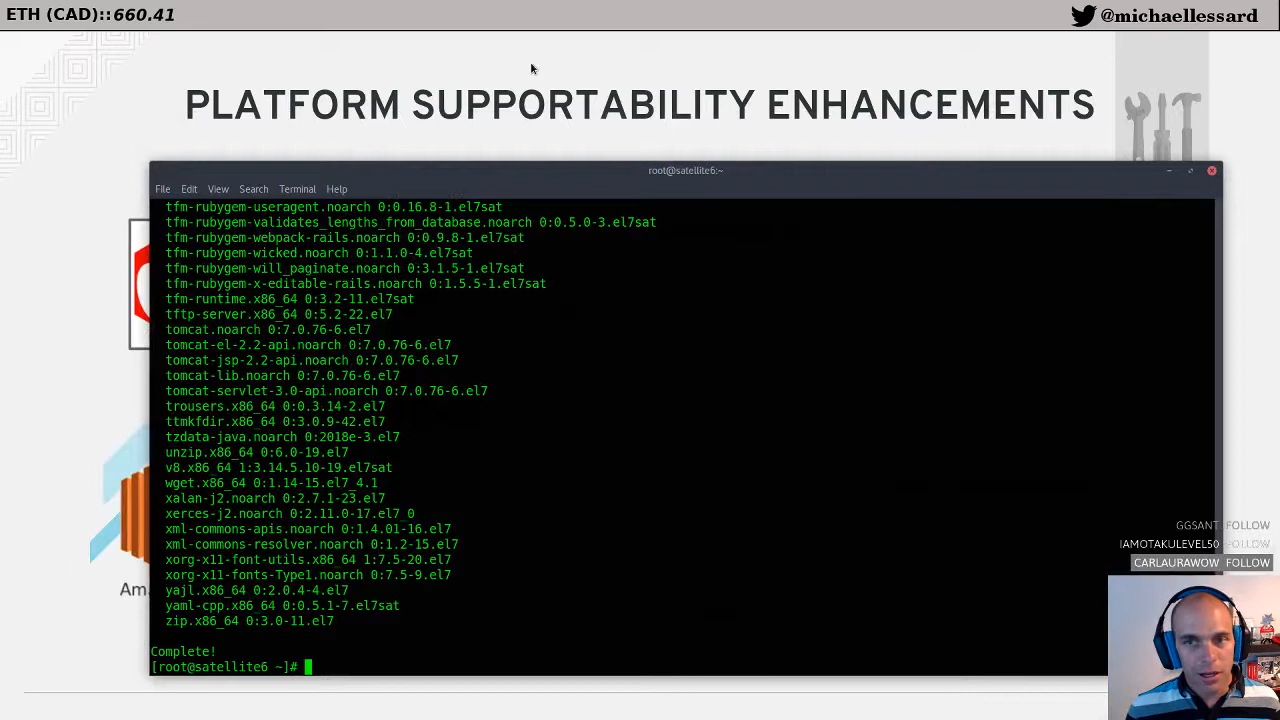 ETH (CAD)::660.41
@michaellessard
PLATFORM SUPPORTABILITY ENHANCEMENTS
root@satellite6:~
File Edit View Search Terminal Help
tfm-rubygem-useragent.noarch 0:0.16.8-1.el7sat
tfm-rubygem-validates_lengths_from_database.noarch 0:0.5.0-3.el7sat
tfm-rubygem-webpack-rails.noarch 0:0.9.8-1.el7sat
tfm-rubygem-wicked.noarch 0:1.1.0-4.el7sat
tfm-rubygem-will_paginate.noarch 0:3.1.5-1.el7sat
tfm-rubygem-x-editable-rails.noarch 0:1.5.5-1.el7sat
tfm-runtime.x86_64 0:3.2-11.el7sat
tftp-server.x86_64 0:5.2-22.el7
tomcat.noarch 0:7.0.76-6.el7
tomcat-el-2.2-api.noarch 0:7.0.76-6.el7
tomcat-jsp-2.2-api.noarch 0:7.0.76-6.el7
tomcat-lib.noarch 0:7.0.76-6.el7
tomcat-servlet-3.0-api.noarch 0:7.0.76-6.el7
trousers.x86_64 0:0.3.14-2.el7
ttmkfdir.x86_64 0:3.0.9-42.el7
tzdata-java.noarch 0:2018e-3.el7
unzip.x86_64 0:6.0-19.el7
v8.x86_64 1:3.14.5.10-19.el7sat
wget.x86_64 0:1.14-15.el7_4.1
xalan-j2.noarch 0:2.7.1-23.el7
xerces-j2.noarch 0:2.11.0-17.el7_0
xml-commons-apis.noarch 0:1.4.01-16.el7
xml-commons-resolver.noarch 0:1.2-15.el7
xorg-x11-font-utils.x86_64 1:7.5-20.el7
xorg-x11-fonts-Type1.noarch 0:7.5-9.el7
yajl.x86_64 0:2.0.4-4.el7
yaml-cpp.x86_64 0:0.5.1-7.el7sat
zip.x86_64 0:3.0-11.el7
Complete!
[root@satellite6 ~]#
Am
GGSANT FOLLOW
IAMOTAKULEVEL50 FOLLOW
CARLAURAWOW FOLLOW